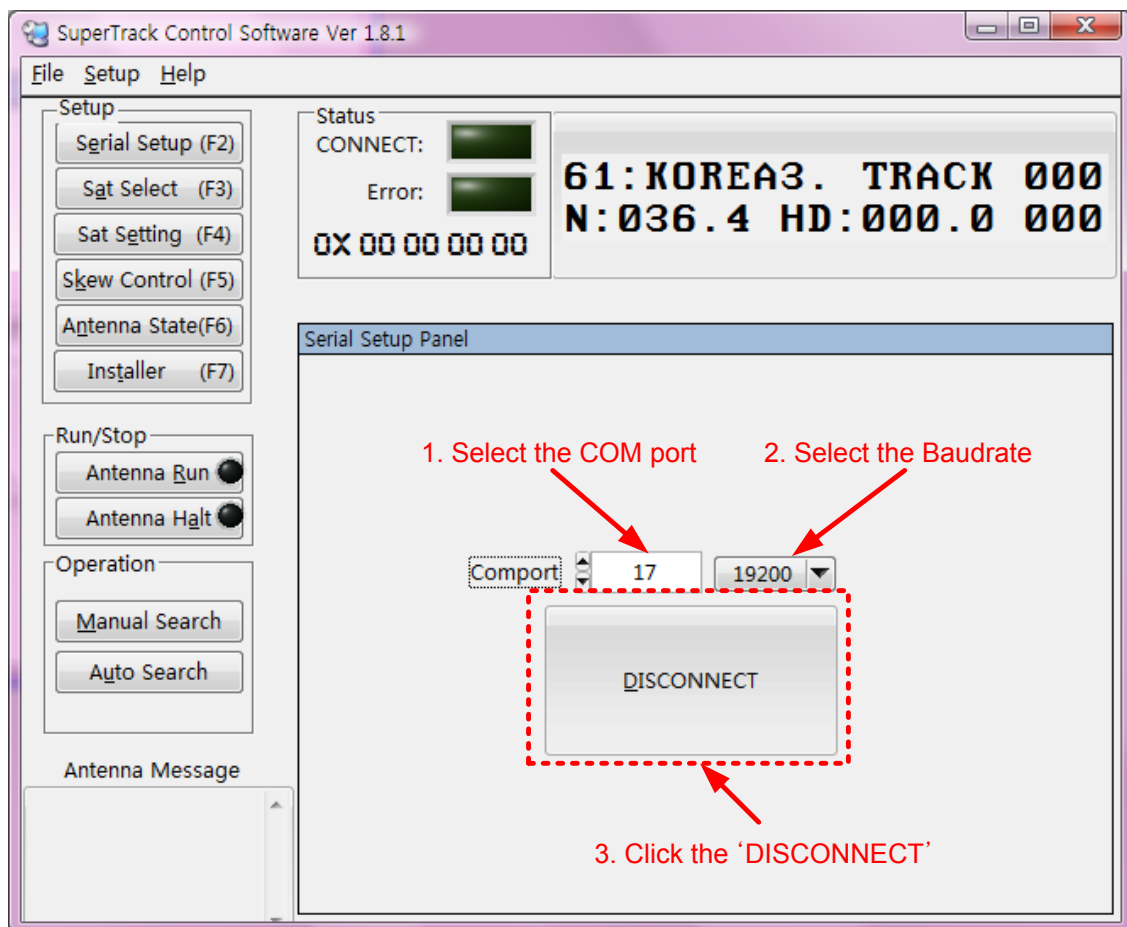 SuperTrack Control Software Ver 1.8.1
File Setup Help
Setup
Serial Setup (F2)
Sat Select (F3)
Sat Setting (F4)
Skew Control (F5)
Antenna State(F6)
Installer (F7)
Status
CONNECT:
Error:
0X 00 00 00 00
61:KOREA3. TRACK 000
N:036.4 HD:000.0 000
Run/Stop
Antenna Run
Antenna Halt
Operation
Manual Search
Auto Search
Antenna Message
Serial Setup Panel
1. Select the COM port
2. Select the Baudrate
Comport 17 19200
DISCONNECT
3. Click the ‘DISCONNECT’